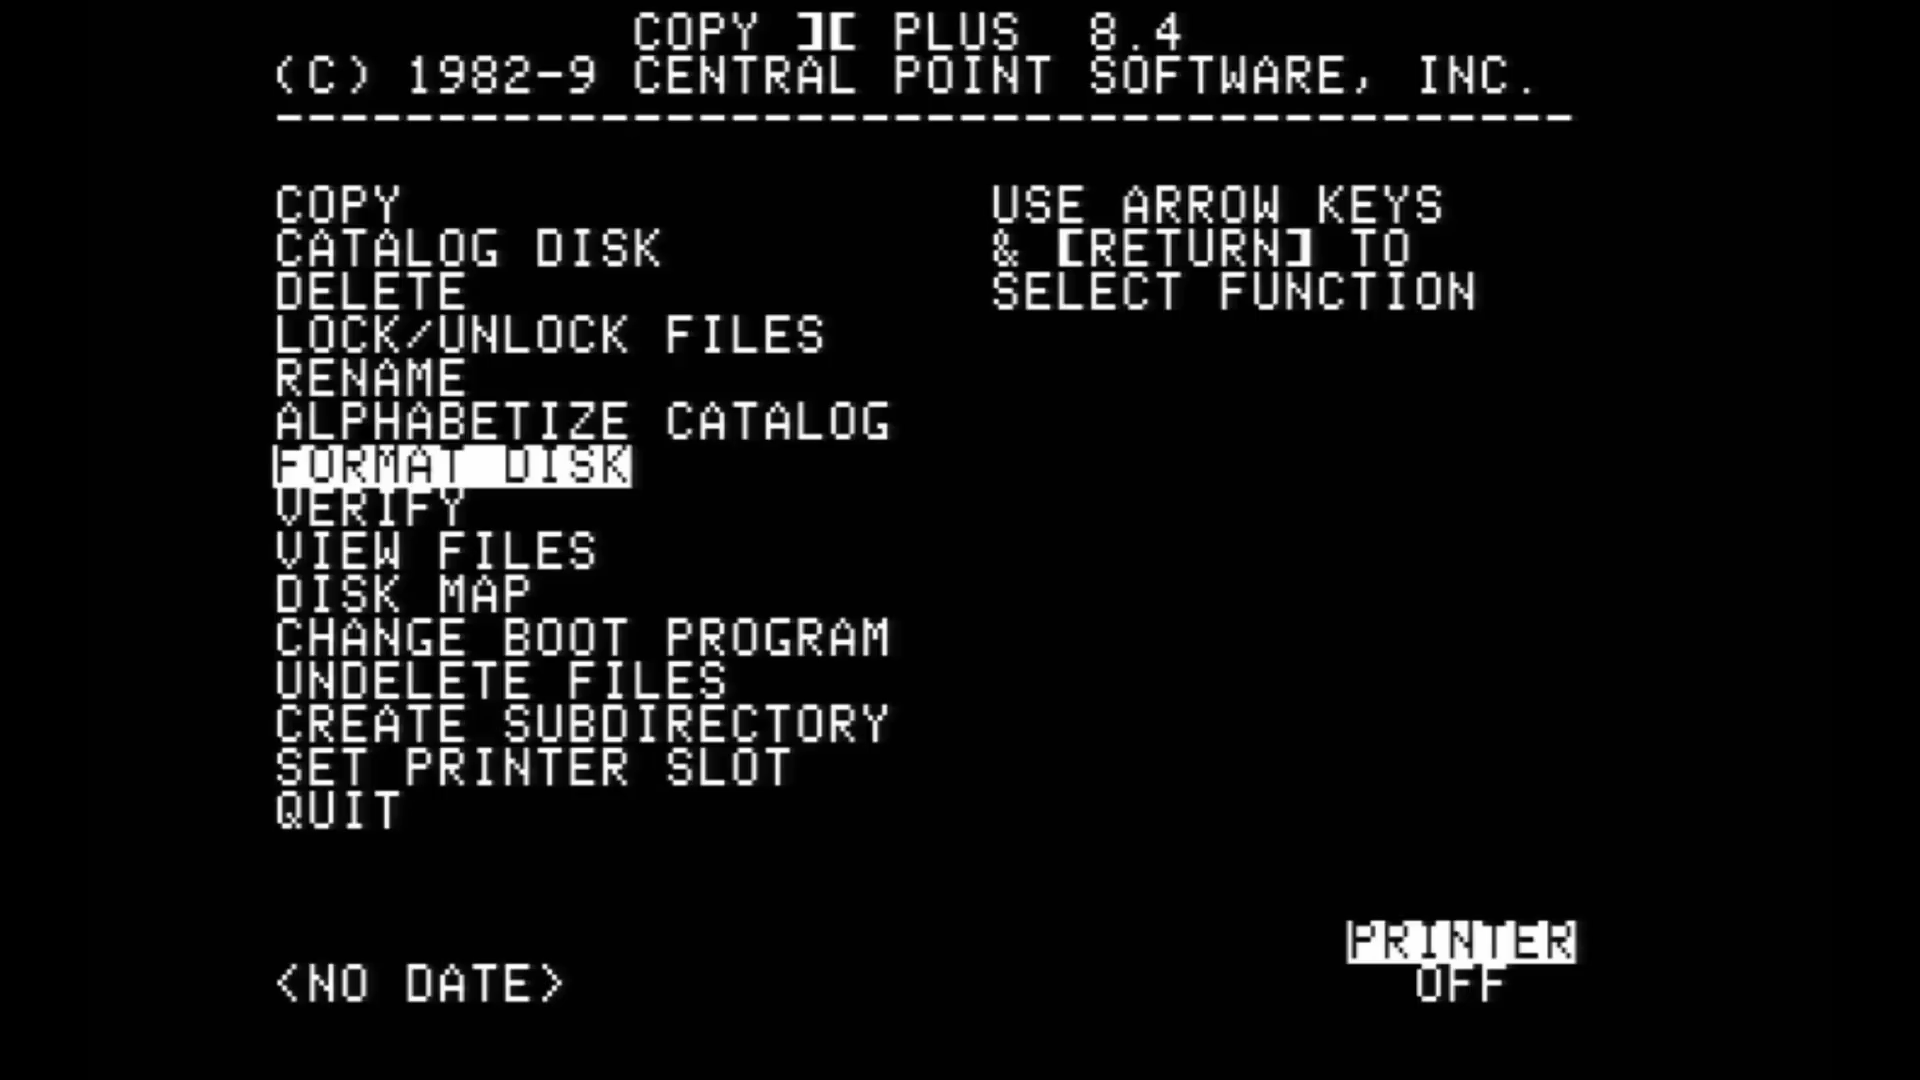 COPY ][ PLUS 8.4
(C) 1982-9 CENTRAL POINT SOFTWARE, INC.
----------------------------------------
COPY
CATALOG DISK
DELETE
LOCK/UNLOCK FILES
RENAME
ALPHABETIZE CATALOG
FORMAT DISK
VERIFY
VIEW FILES
DISK MAP
CHANGE BOOT PROGRAM
UNDELETE FILES
CREATE SUBDIRECTORY
SET PRINTER SLOT
QUIT
USE ARROW KEYS
& [RETURN] TO
SELECT FUNCTION
<NO DATE>
PRINTER
OFF